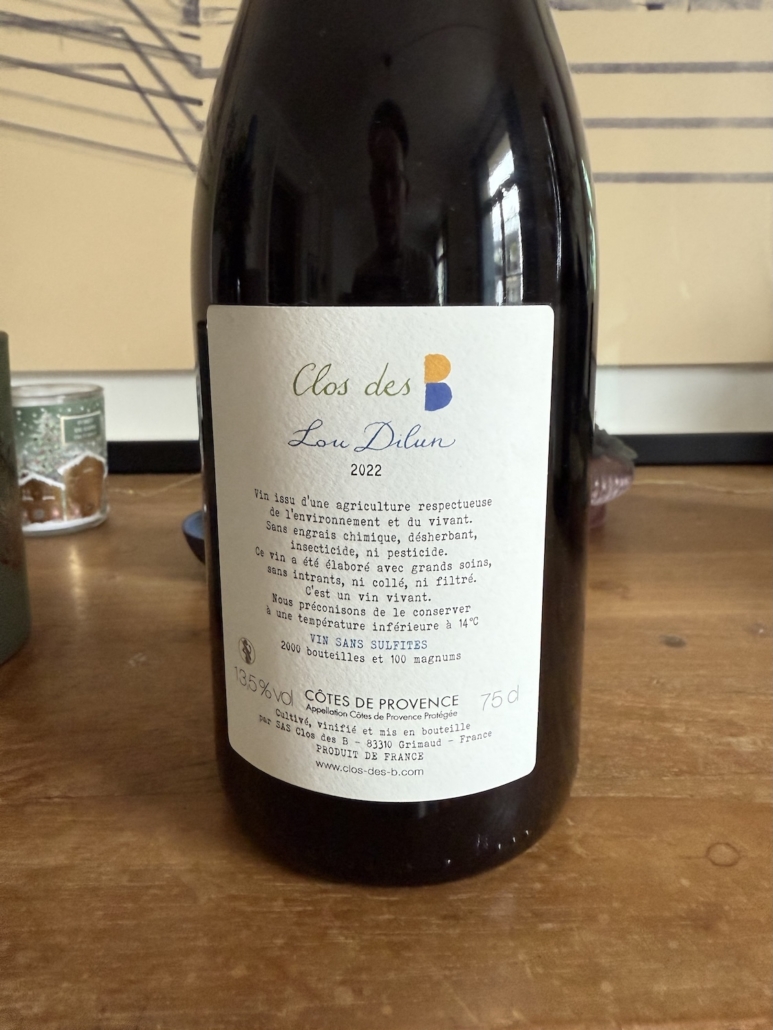 Clos des B
Lou Dilun
2022
Vin issu d'une agriculture respectueuse
de l'environnement et du vivant.
Sans engrais chimique, désherbant,
insecticide, ni pesticide.
Ce vin a été élaboré avec grands soins,
sans intrants, ni collé, ni filtré.
C'est un vin vivant.
Nous préconisons de le conserver
à une température inférieure à 14°C
VIN SANS SULFITES
2000 bouteilles et 100 magnums
13,5%vol CÔTES DE PROVENCE 75 cl
Appellation Côtes de Provence Protégée
Cultivé, vinifié et mis en bouteille
par SAS Clos des B - 83310 Grimaud - France
PRODUIT DE FRANCE
www.clos-des-b.com